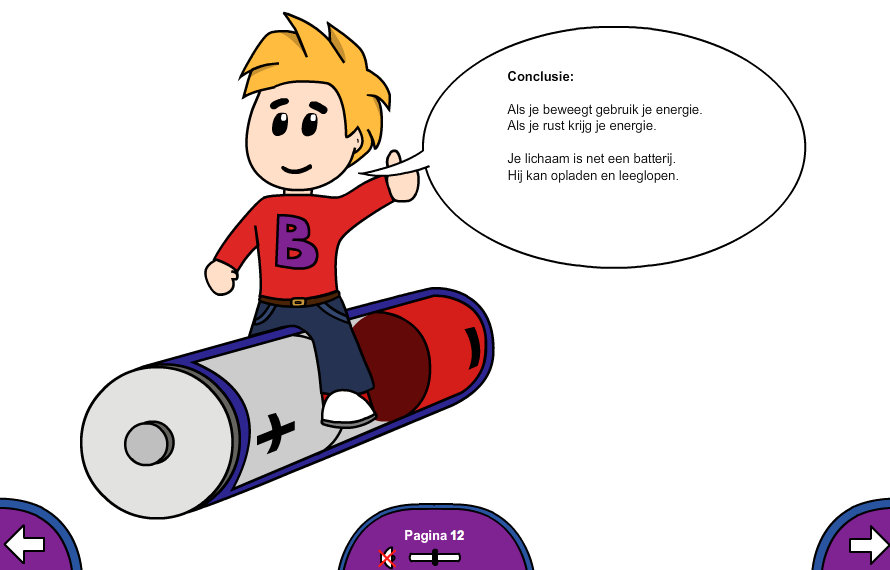 Conclusie:
Als je beweegt gebruik je energie.
Als je rust krijg je energie.
Je lichaam is net een batterij.
Hij kan opladen en leeglopen.
B
+
-
Pagina 12